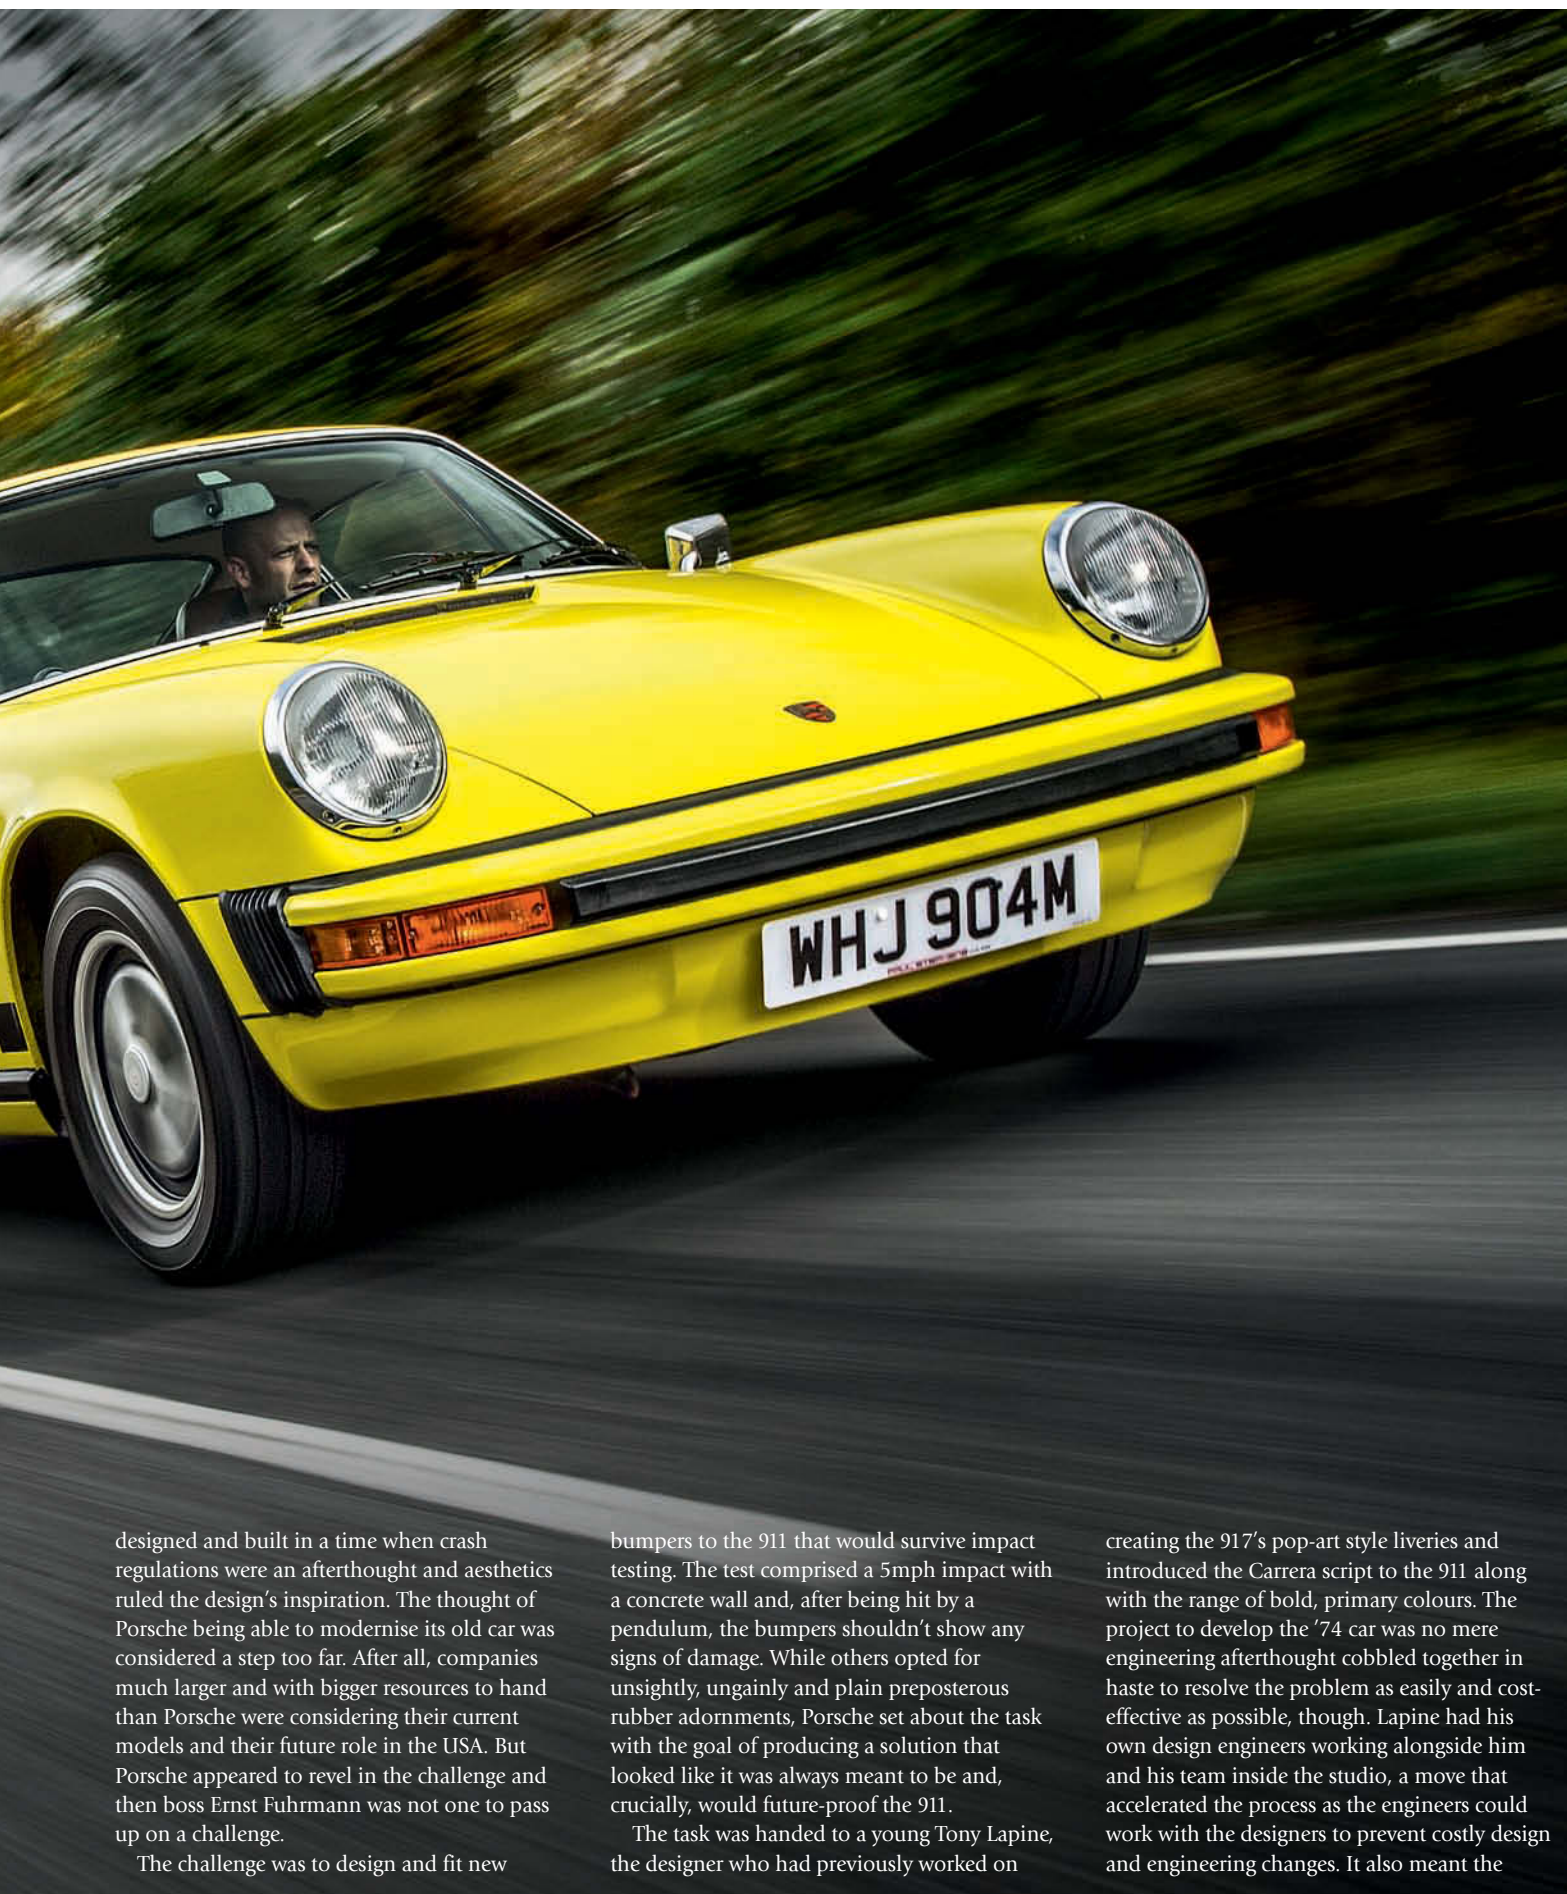 WHJ 904M
PAUL STEPHENS
designed and built in a time when crash
regulations were an afterthought and aesthetics
ruled the design's inspiration. The thought of
Porsche being able to modernise its old car was
considered a step too far. After all, companies
much larger and with bigger resources to hand
than Porsche were considering their current
models and their future role in the USA. But
Porsche appeared to revel in the challenge and
then boss Ernst Fuhrmann was not one to pass
up on a challenge.
The challenge was to design and fit new
bumpers to the 911 that would survive impact
testing. The test comprised a 5mph impact with
a concrete wall and, after being hit by a
pendulum, the bumpers shouldn't show any
signs of damage. While others opted for
unsightly, ungainly and plain preposterous
rubber adornments, Porsche set about the task
with the goal of producing a solution that
looked like it was always meant to be and,
crucially, would future-proof the 911.
The task was handed to a young Tony Lapine,
the designer who had previously worked on
creating the 917's pop-art style liveries and
introduced the Carrera script to the 911 along
with the range of bold, primary colours. The
project to develop the '74 car was no mere
engineering afterthought cobbled together in
haste to resolve the problem as easily and cost-
effective as possible, though. Lapine had his
own design engineers working alongside him
and his team inside the studio, a move that
accelerated the process as the engineers could
work with the designers to prevent costly design
and engineering changes. It also meant the